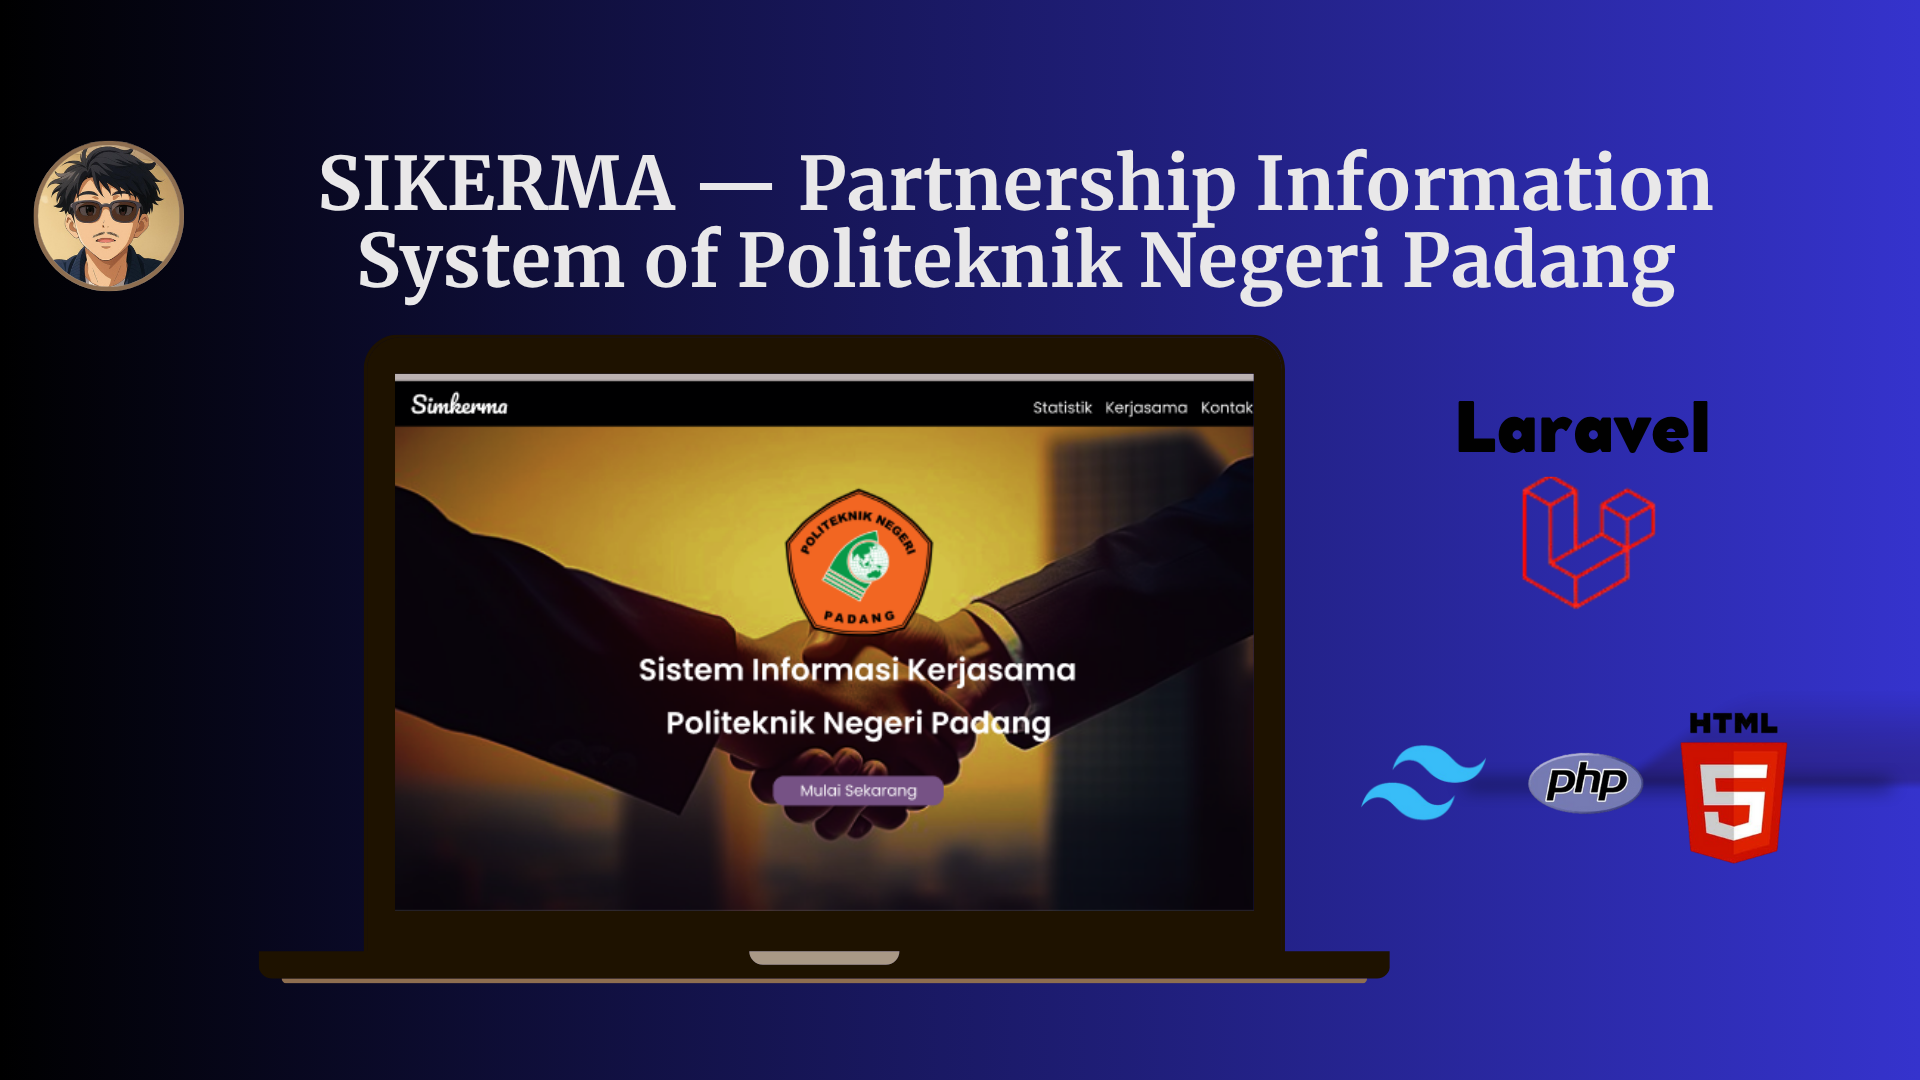 SIKERMA — Partnership Information
System of Politeknik Negeri Padang
Simkerma
Statistik Kerjasama Kontak
POLITEKNIK NEGERI
PADANG
Sistem Informasi Kerjasama
Politeknik Negeri Padang
Mulai Sekarang
Laravel
php
HTML
5